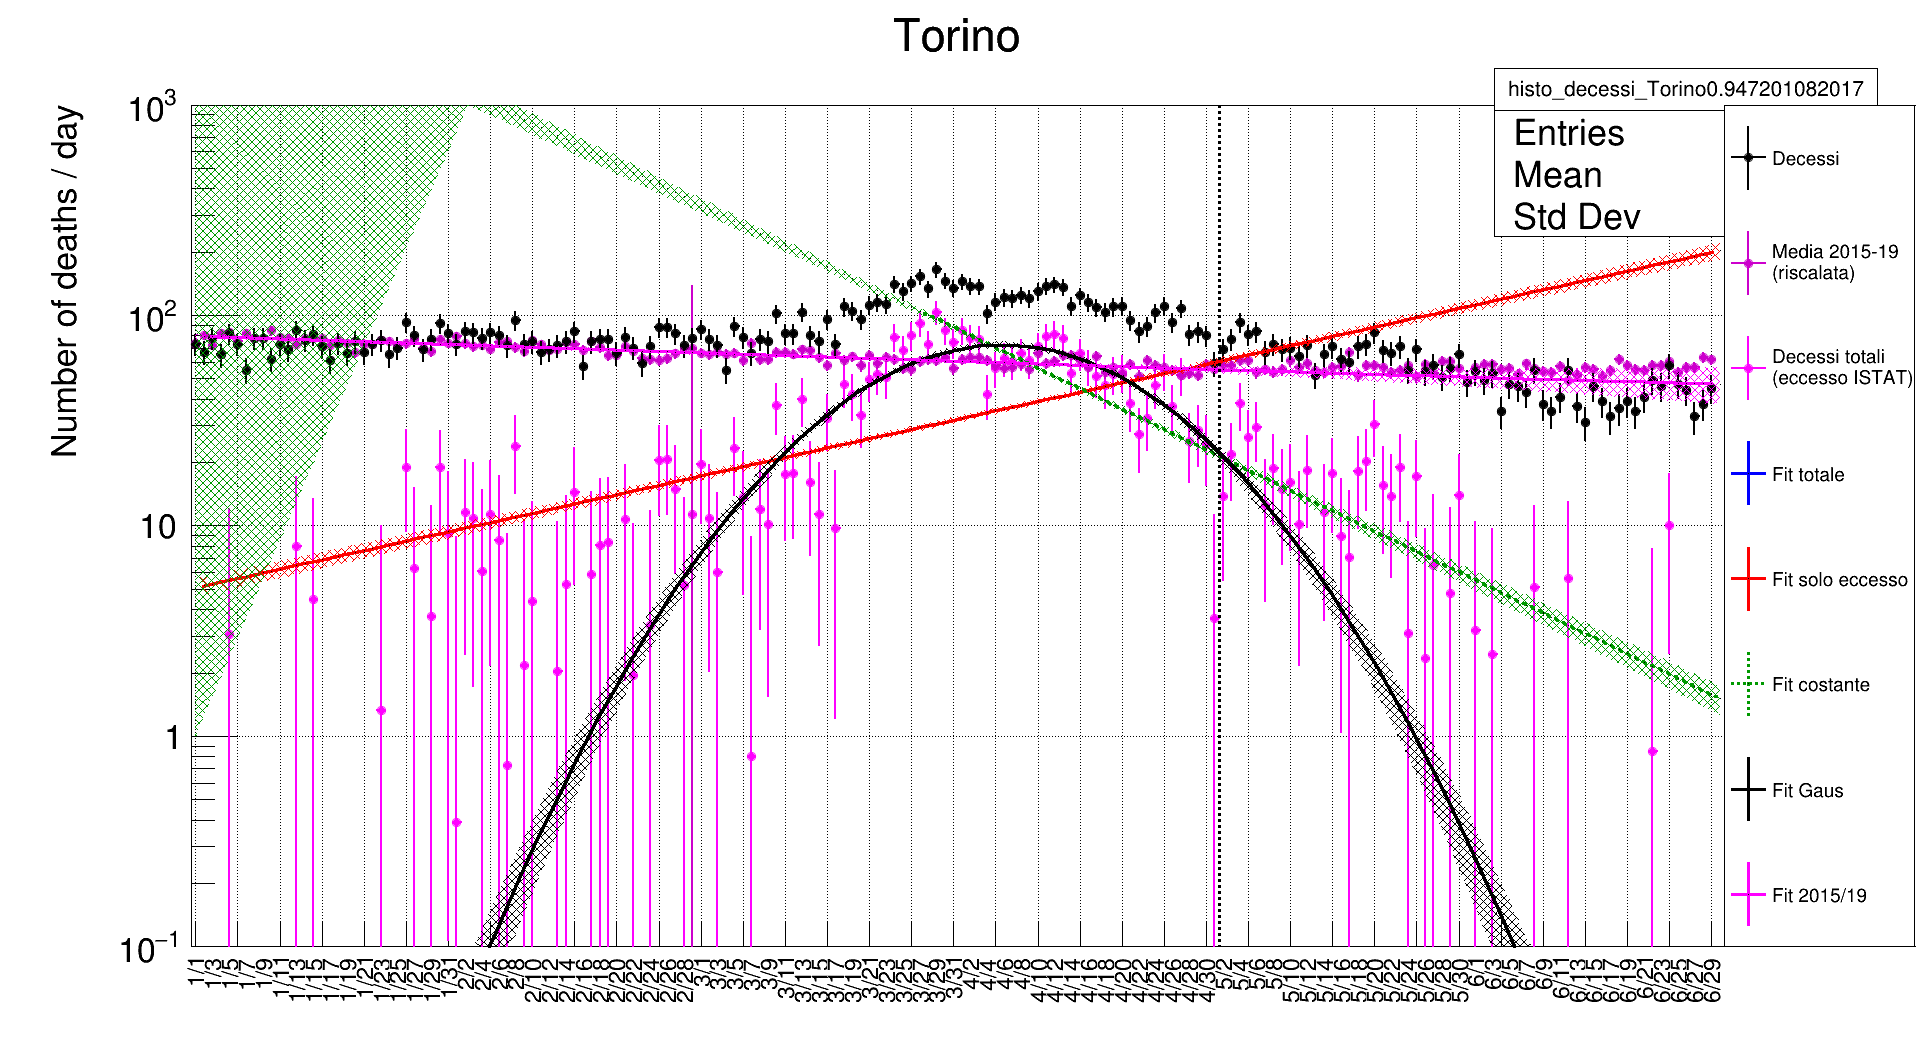 Torino
Number of deaths / day
10³
10²
10
1
10⁻¹
histo_decessi_Torino0.947201082017
Entries
Mean
Std Dev
Decessi
Media 2015-19
(riscalata)
Decessi totali
(eccesso ISTAT)
Fit totale
Fit solo eccesso
Fit costante
Fit Gaus
Fit 2015/19
1/1 1/3 1/5 1/7 1/9 1/11 1/13 1/15 1/17 1/19 1/21 1/23 1/25 1/27 1/29 1/31 2/2 2/4 2/6 2/8 2/10 2/12 2/14 2/16 2/18 2/20 2/22 2/24 2/26 2/28 3/1 3/3 3/5 3/7 3/9 3/11 3/13 3/15 3/17 3/19 3/21 3/23 3/25 3/27 3/29 3/31 4/2 4/4 4/6 4/8 4/10 4/12 4/14 4/16 4/18 4/20 4/22 4/24 4/26 4/28 4/30 5/2 5/4 5/6 5/8 5/10 5/12 5/14 5/16 5/18 5/20 5/22 5/24 5/26 5/28 5/30 6/1 6/3 6/5 6/7 6/9 6/11 6/13 6/15 6/17 6/19 6/21 6/23 6/25 6/27 6/29